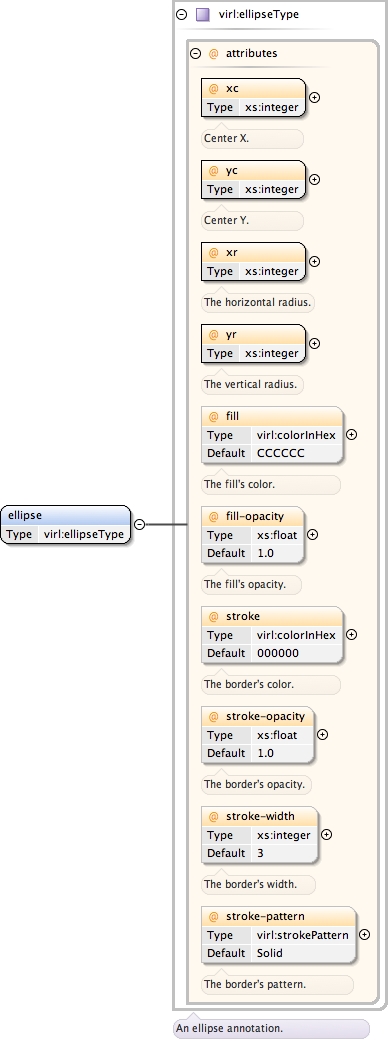 virl:ellipseType
@ attributes
@ xc
Type xs:integer
Center X.
@ yc
Type xs:integer
Center Y.
@ xr
Type xs:integer
The horizontal radius.
@ yr
Type xs:integer
The vertical radius.
@ fill
Type virl:colorInHex
Default CCCCCC
The fill's color.
ellipse
Type virl:ellipseType
@ fill-opacity
Type xs:float
Default 1.0
The fill's opacity.
@ stroke
Type virl:colorInHex
Default 000000
The border's color.
@ stroke-opacity
Type xs:float
Default 1.0
The border's opacity.
@ stroke-width
Type xs:integer
Default 3
The border's width.
@ stroke-pattern
Type virl:strokePattern
Default Solid
The border's pattern.
An ellipse annotation.